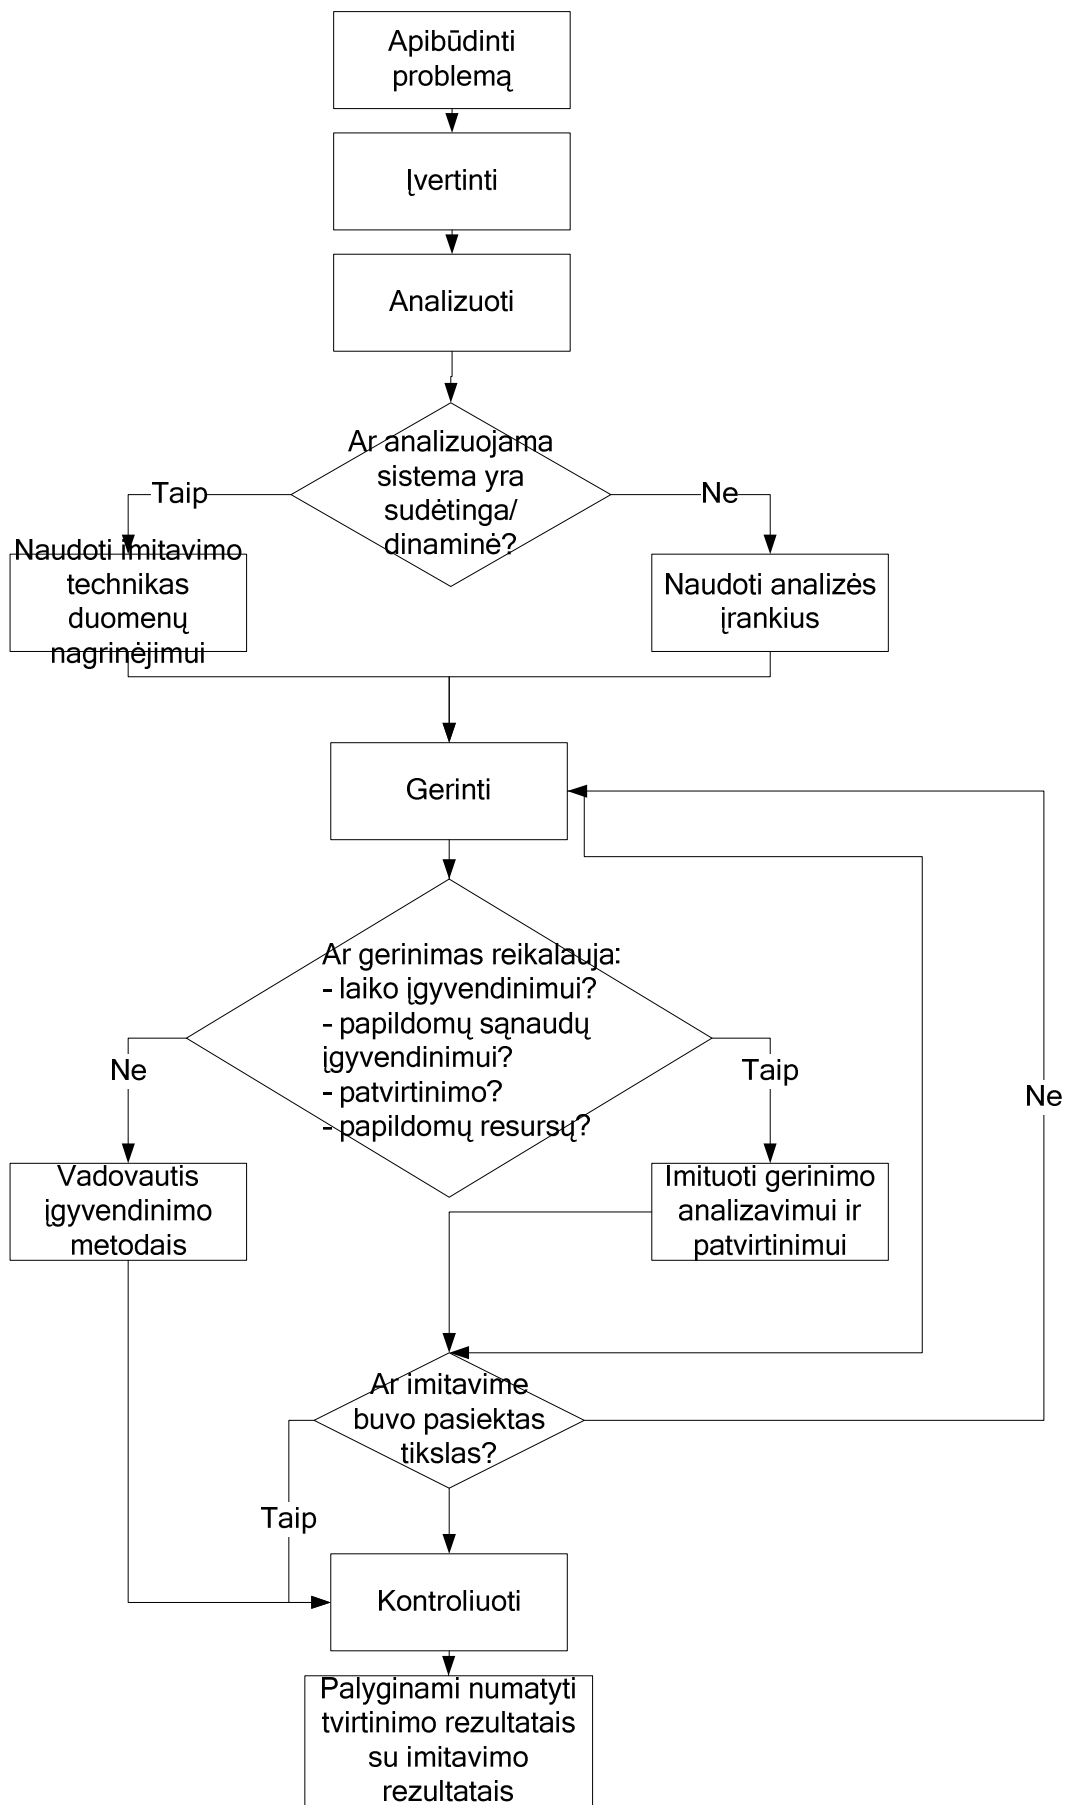 Apibūdinti
problemą
Įvertinti
Analizuoti
Ar analizuojama
sistema yra
sudėtinga/
dinaminė?
Taip
Ne
Naudoti imitavimo
technikas
duomenų
nagrinėjimui
Naudoti analizės
įrankius
Gerinti
Ar gerinimas reikalauja:
- laiko įgyvendinimui?
- papildomų sąnaudų
įgyvendinimui?
- patvirtinimo?
- papildomų resursų?
Ne
Taip
Ne
Vadovautis
įgyvendinimo
metodais
Imituoti gerinimo
analizavimui ir
patvirtinimui
Ar imitavime
buvo pasiektas
tikslas?
Taip
Kontroliuoti
Palyginami numatyti
tvirtinimo rezultatais
su imitavimo
rezultatais